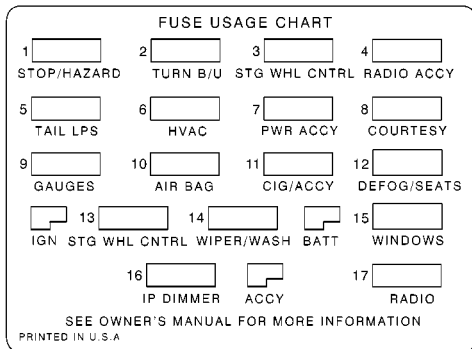 FUSE USAGE CHART
1 2 3 4
STOP/HAZARD TURN B/U STG WHL CNTRL RADIO ACCY
5 6 7 8
TAIL LPS HVAC PWR ACCY COURTESY
9 10 11 12
GAUGES AIR BAG CIG/ACCY DEFOG/SEATS
13 14 15
IGN STG WHL CNTRL WIPER/WASH BATT WINDOWS
16 17
IP DIMMER ACCY RADIO
SEE OWNER'S MANUAL FOR MORE INFORMATION
PRINTED IN U.S.A